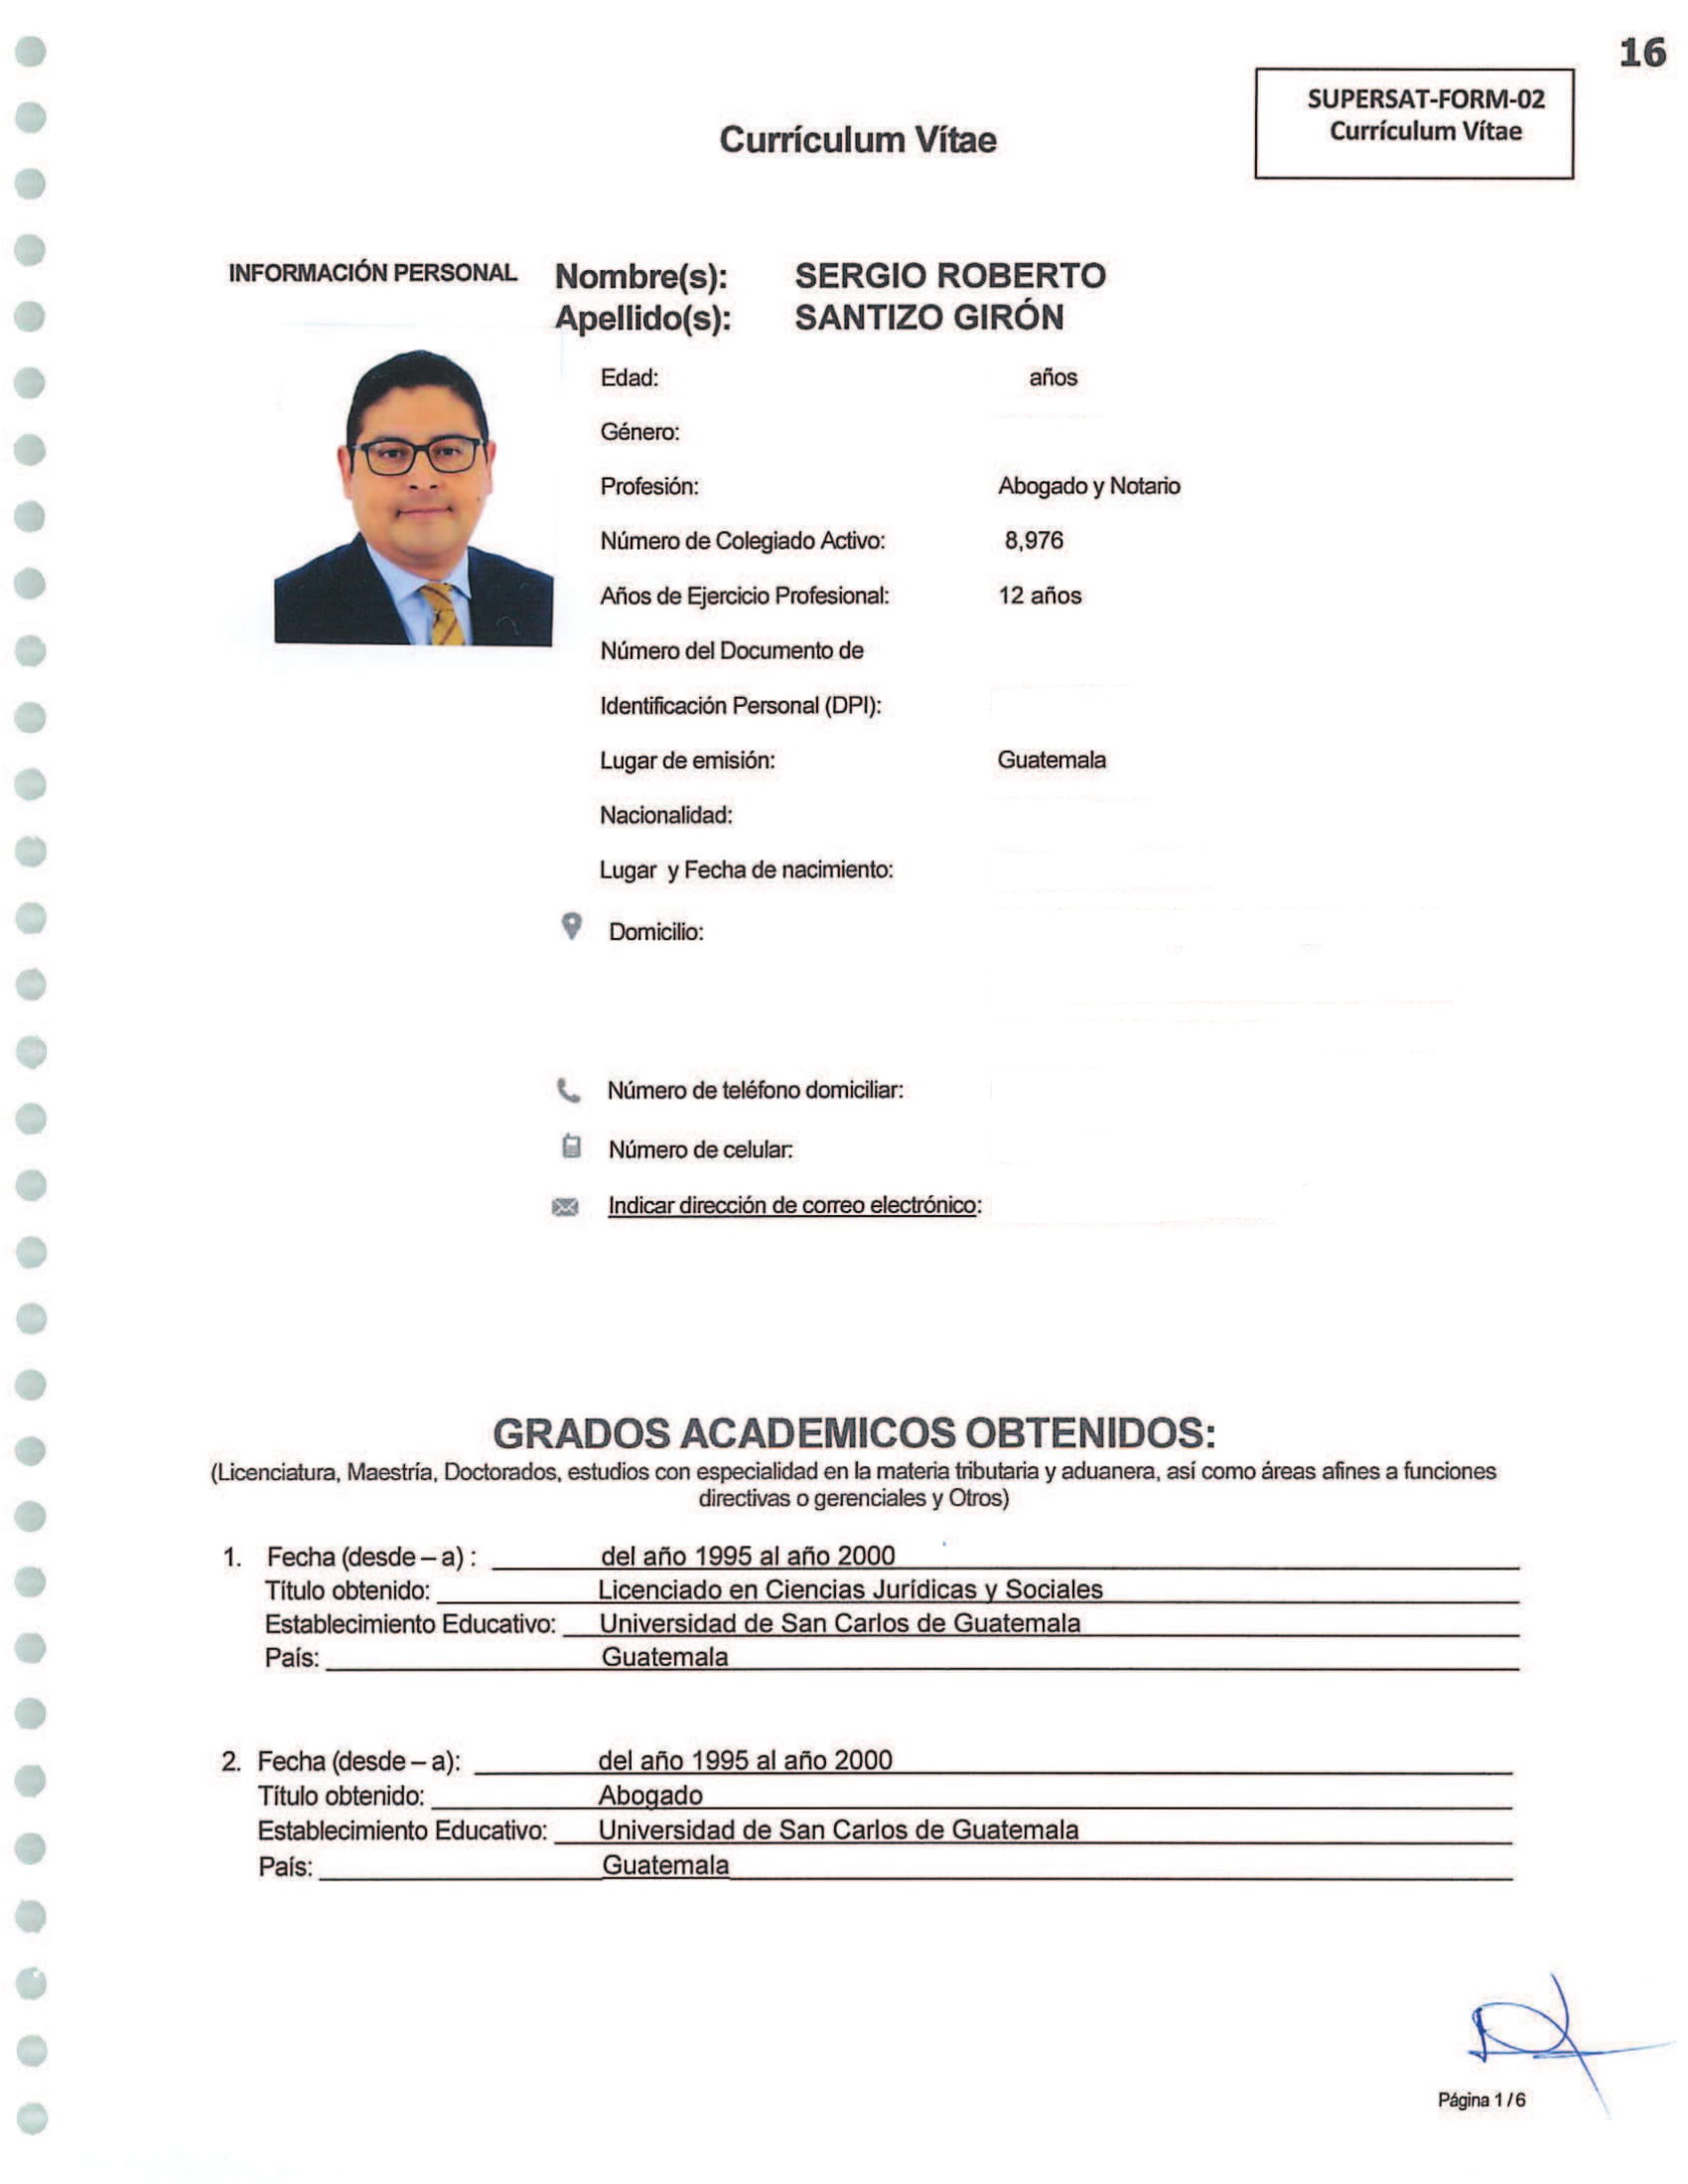 16
SUPERSAT-FORM-02
Currículum Vítae
Currículum Vítae
INFORMACIÓN PERSONAL
Nombre(s): SERGIO ROBERTO
Apellido(s): SANTIZO GIRÓN
Edad: años
Género:
Profesión: Abogado y Notario
Número de Colegiado Activo: 8,976
Años de Ejercicio Profesional: 12 años
Número del Documento de
Identificación Personal (DPI):
Lugar de emisión: Guatemala
Nacionalidad:
Lugar y Fecha de nacimiento:
Domicilio:
Número de teléfono domiciliar:
Número de celular:
Indicar dirección de correo electrónico:
GRADOS ACADEMICOS OBTENIDOS:
(Licenciatura, Maestría, Doctorados, estudios con especialidad en la materia tributaria y aduanera, así como áreas afines a funciones
directivas o gerenciales y Otros)
1. Fecha (desde – a) : del año 1995 al año 2000
Título obtenido: Licenciado en Ciencias Jurídicas y Sociales
Establecimiento Educativo: Universidad de San Carlos de Guatemala
País: Guatemala
2. Fecha (desde – a): del año 1995 al año 2000
Título obtenido: Abogado
Establecimiento Educativo: Universidad de San Carlos de Guatemala
País: Guatemala
Página 1 / 6